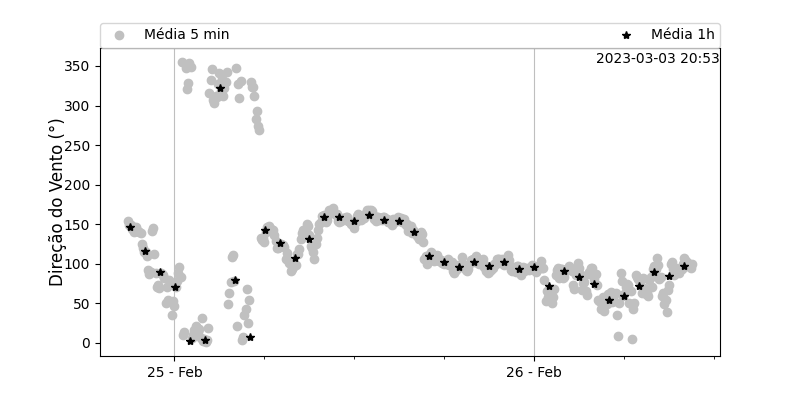 Média 5 min
Média 1h
2023-03-03 20:53
Direção do Vento (°)
350
300
250
200
150
100
50
0
25 - Feb
26 - Feb